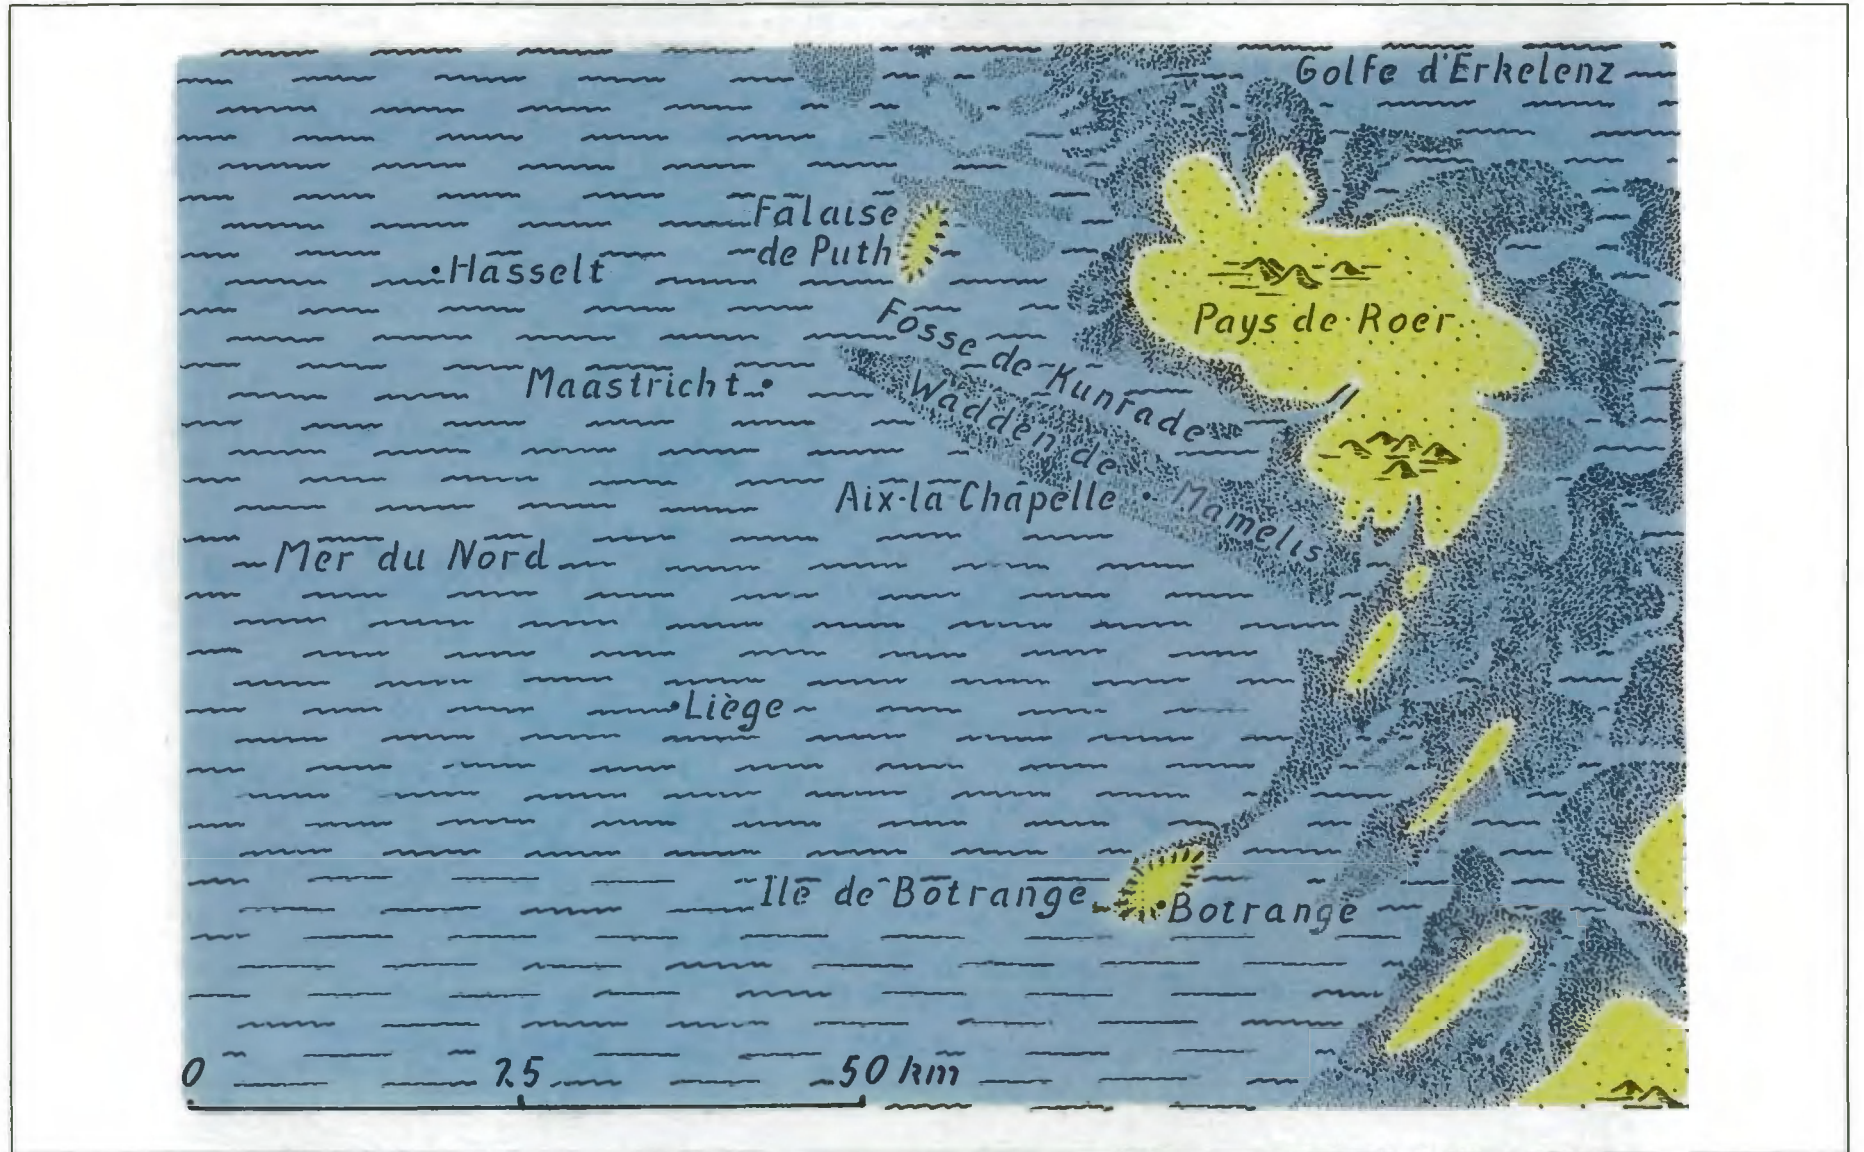 Golfe d'Erkelenz
Falaise
de Puth
Hasselt
Pays de Roer
Fosse de Kunrade
Maastricht
Wadden de Mamelis
Aix-la Chapelle
Mer du Nord
Liège
Ile de Botrange
Botrange
0 25 50 km